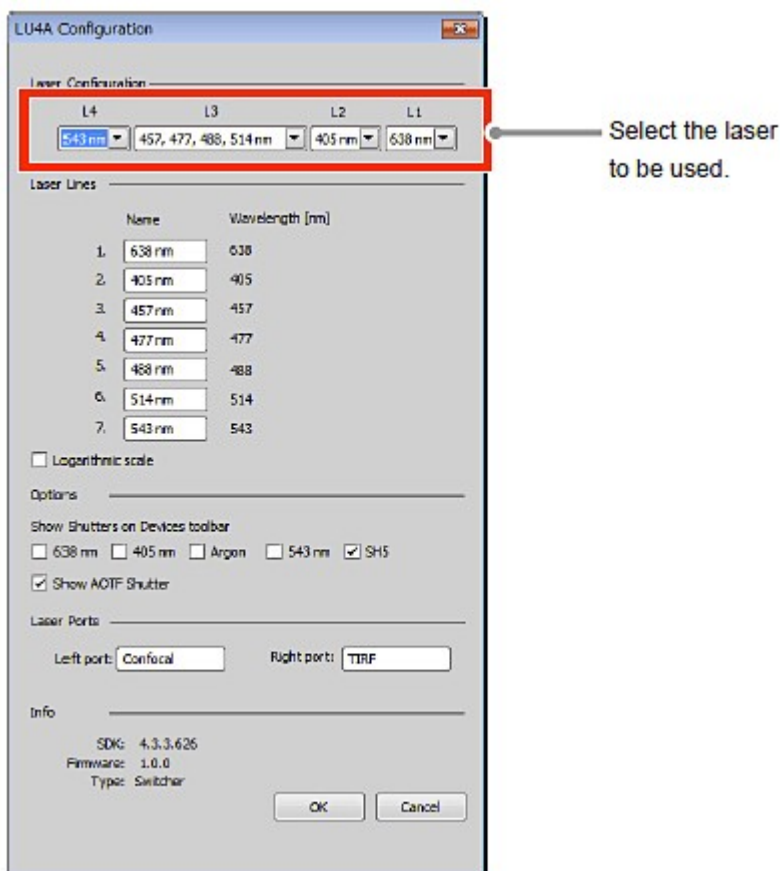 LU4A Configuration
Laser Configuration
L4 L3 L2 L1
543 nm 457, 477, 488, 514 nm 405 nm 638 nm
Select the laser
to be used.
Laser Lines
Name Wavelength [nm]
1. 638 nm 638
2. 405 nm 405
3. 457 nm 457
4. 477 nm 477
5. 488 nm 488
6. 514 nm 514
7. 543 nm 543
Logarithmic scale
Options
Show Shutters on Devices toolbar
638 nm 405 nm Argon 543 nm SH5
Show AOTF Shutter
Laser Ports
Left port: Confocal Right port: TIRF
Info
SDK: 4.3.3.626
Firmware: 1.0.0
Type: Switcher
OK Cancel